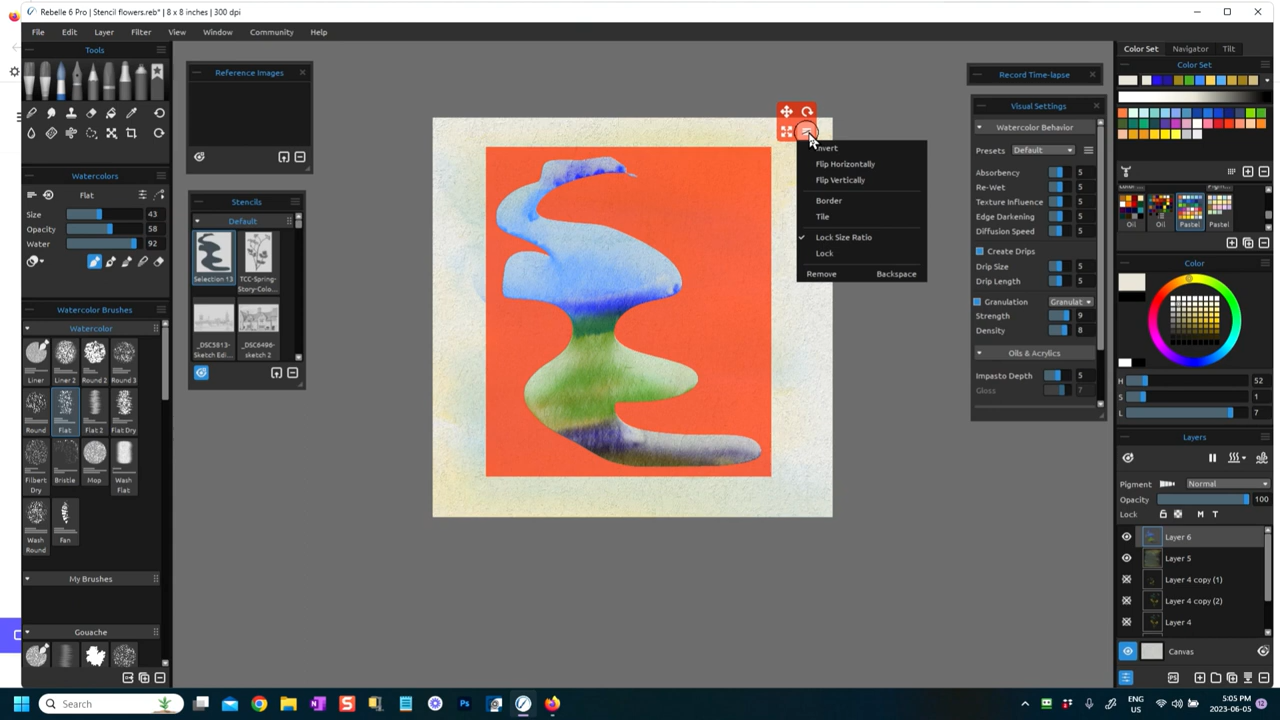 Rebelle 6 Pro | Stencil flowers.reb* | 8 x 8 inches | 300 dpi
File Edit Layer Filter View Window Community Help
Tools
Watercolors
Flat
Size 43
Opacity 58
Water 92
Watercolor Brushes
Watercolor
Liner Liner 2 Round 2 Round 3
Round Flat Flat 2 Flat Dry
Filbert Dry Bristle Mop Wash Flat
Wash Round Fan
My Brushes
Gouache
Reference Images
Stencils
Default
Selection 13 TCC-Spring-Story-Colo...
_DSC5813-Sketch Edi... _DSC6496-sketch 2
Invert
Flip Horizontally
Flip Vertically
Border
Tile
Lock Size Ratio
Lock
Remove Backspace
Record Time-lapse
Visual Settings
Watercolor Behavior
Presets Default
Absorbency 5
Re-Wet 5
Texture Influence 5
Edge Darkening 5
Diffusion Speed 5
Create Drips
Drip Size 5
Drip Length 5
Granulation Granulat
Strength 9
Density 8
Oils & Acrylics
Impasto Depth 5
Gloss 7
Color Set Navigator Tilt
Color Set
Oil Oil Pastel Pastel
Color
H 52
S 1
L 7
Layers
Pigment Normal
Opacity 100
Lock M T
Layer 6
Layer 5
Layer 4 copy (1)
Layer 4 copy (2)
Layer 4
Canvas
Search
ENG
US
5:05 PM
2023-06-05